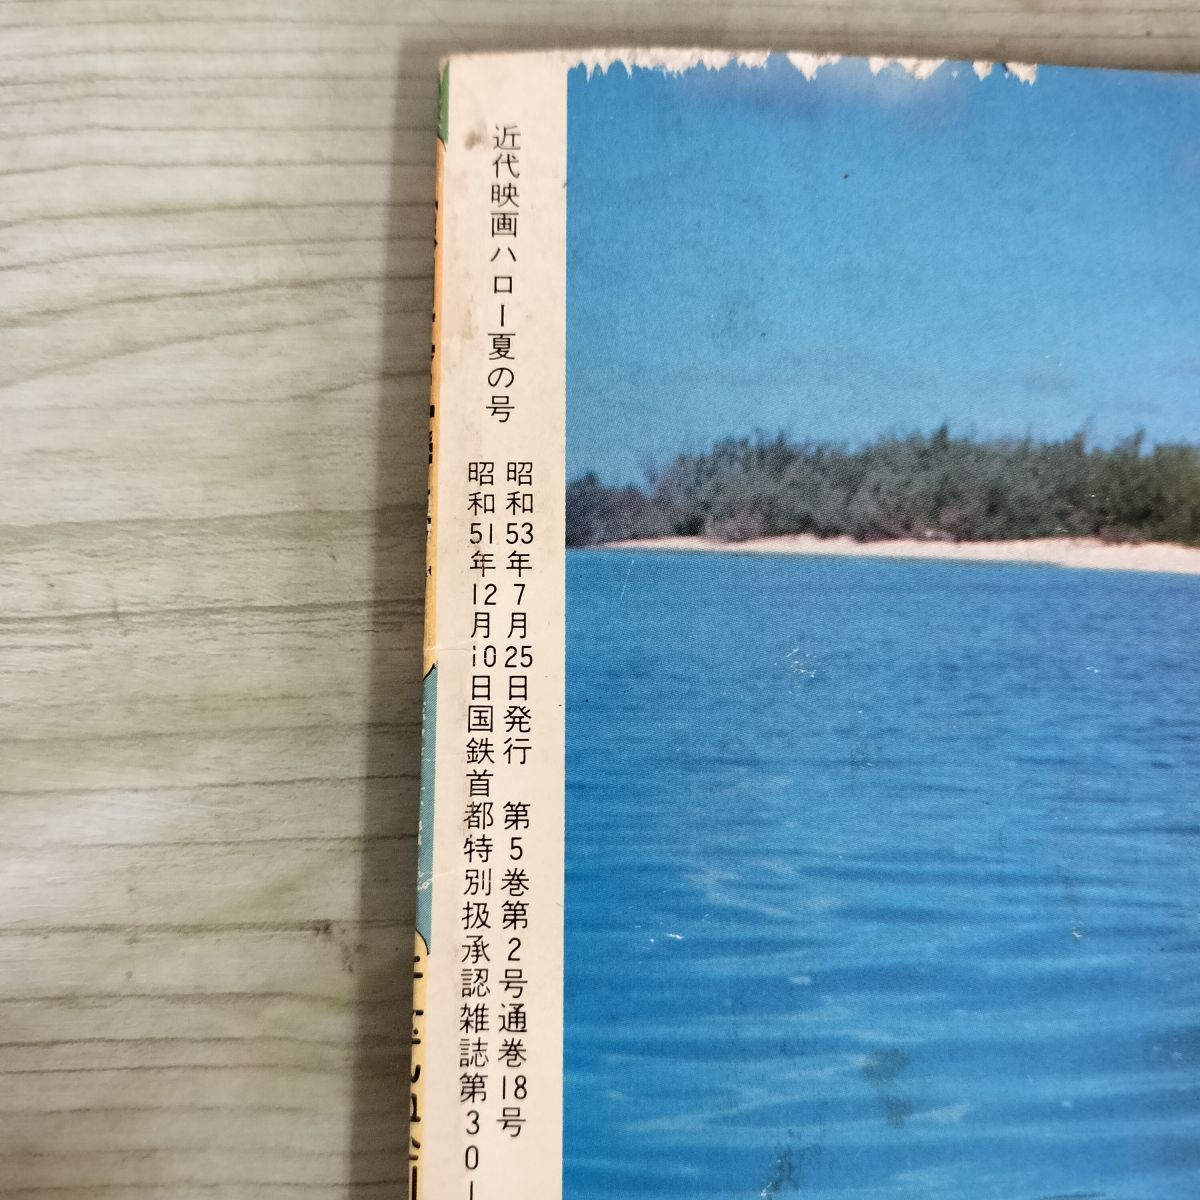 近代映画ハロー夏の号
昭和53年7月25日発行 第5巻第2号通巻18号
昭和51年12月10日国鉄首都特別扱承認雑誌第30